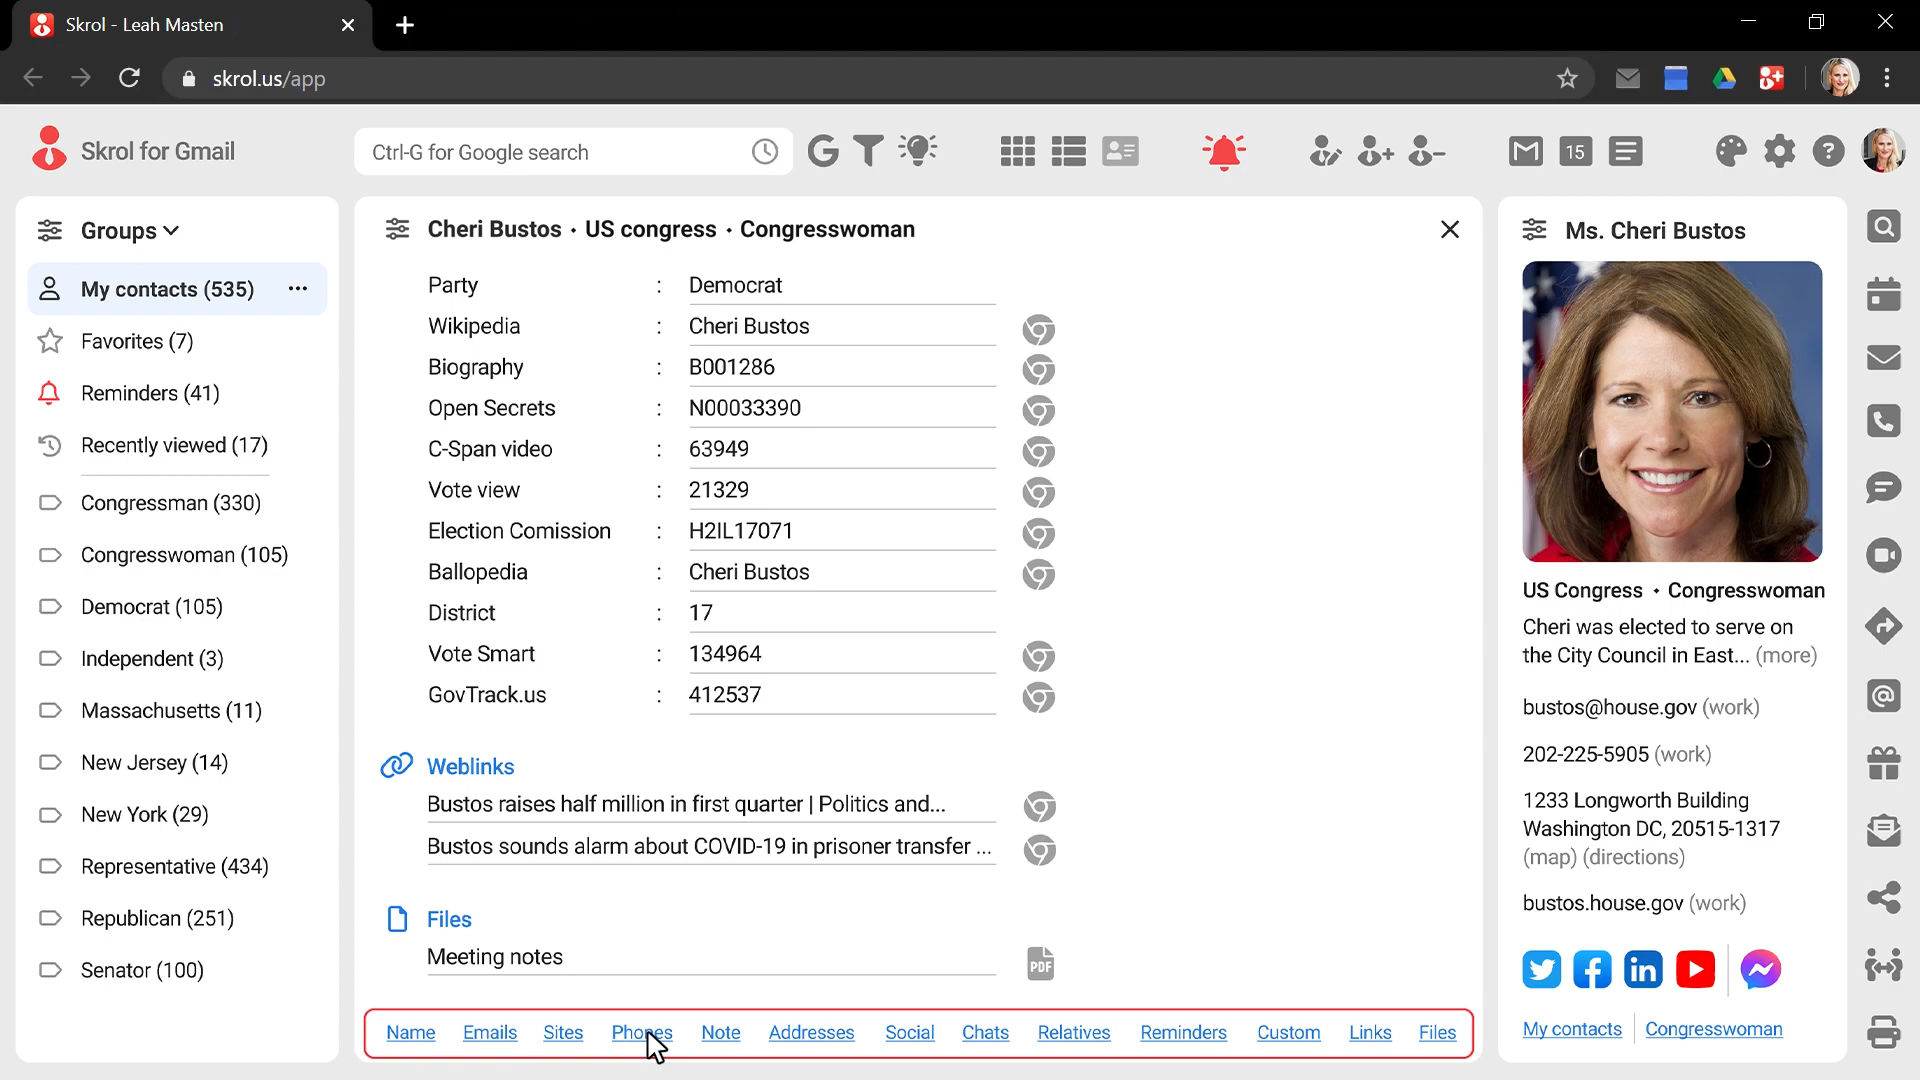 Skrol - Leah Masten
skrol.us/app
Skrol for Gmail
Ctrl-G for Google search
15
Groups
My contacts (535)
Favorites (7)
Reminders (41)
Recently viewed (17)
Congressman (330)
Congresswoman (105)
Democrat (105)
Independent (3)
Massachusetts (11)
New Jersey (14)
New York (29)
Representative (434)
Republican (251)
Senator (100)
Cheri Bustos • US congress • Congresswoman
Party : Democrat
Wikipedia : Cheri Bustos
Biography : B001286
Open Secrets : N00033390
C-Span video : 63949
Vote view : 21329
Election Comission : H2IL17071
Ballopedia : Cheri Bustos
District : 17
Vote Smart : 134964
GovTrack.us : 412537
Weblinks
Bustos raises half million in first quarter | Politics and...
Bustos sounds alarm about COVID-19 in prisoner transfer ...
Files
Meeting notes
PDF
Name Emails Sites Phones Note Addresses Social Chats Relatives Reminders Custom Links Files
Ms. Cheri Bustos
US Congress • Congresswoman
Cheri was elected to serve on
the City Council in East... (more)
bustos@house.gov (work)
202-225-5905 (work)
1233 Longworth Building
Washington DC, 20515-1317
(map) (directions)
bustos.house.gov (work)
My contacts Congresswoman